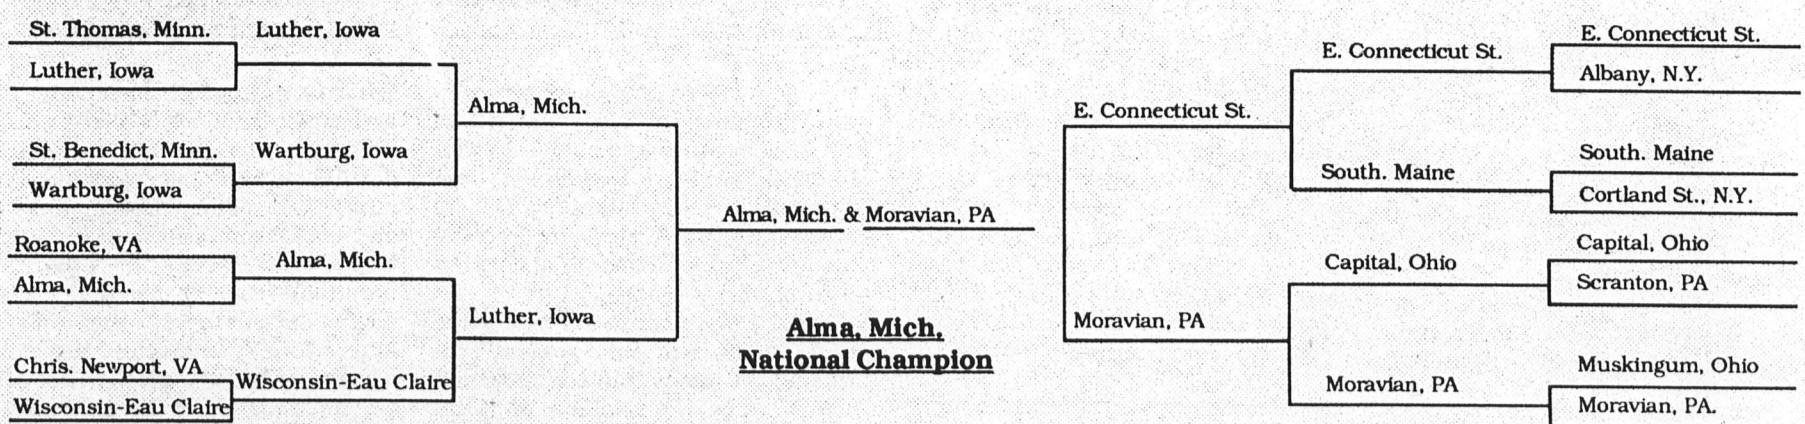 St. Thomas, Minn.
Luther, Iowa
Luther, Iowa
Alma, Mich.
St. Benedict, Minn.
Wartburg, Iowa
Wartburg, Iowa
Alma, Mich. & Moravian, PA
Roanoke, VA
Alma, Mich.
Alma, Mich.
Luther, Iowa
Chris. Newport, VA
Wisconsin-Eau Claire
Wisconsin-Eau Claire
Alma, Mich,
National Champion
E. Connecticut St.
E. Connecticut St.
E. Connecticut St.
Albany, N.Y.
South. Maine
South. Maine
Cortland St., N.Y.
Moravian, PA
Capital, Ohio
Capital, Ohio
Scranton, PA
Moravian, PA
Muskingum, Ohio
Moravian, PA.